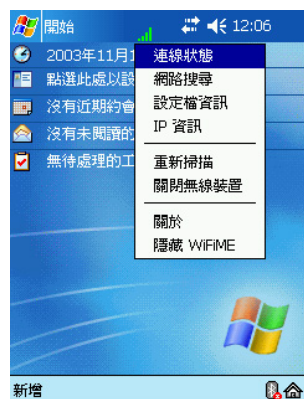 開始 12:06
2003年11月1
點選此處以設
沒有近期約會
沒有未閱讀的
無待處理的工
連線狀態
網路搜尋
設定檔資訊
IP 資訊
重新掃描
關閉無線裝置
關於
隱藏 WiFiME
新增